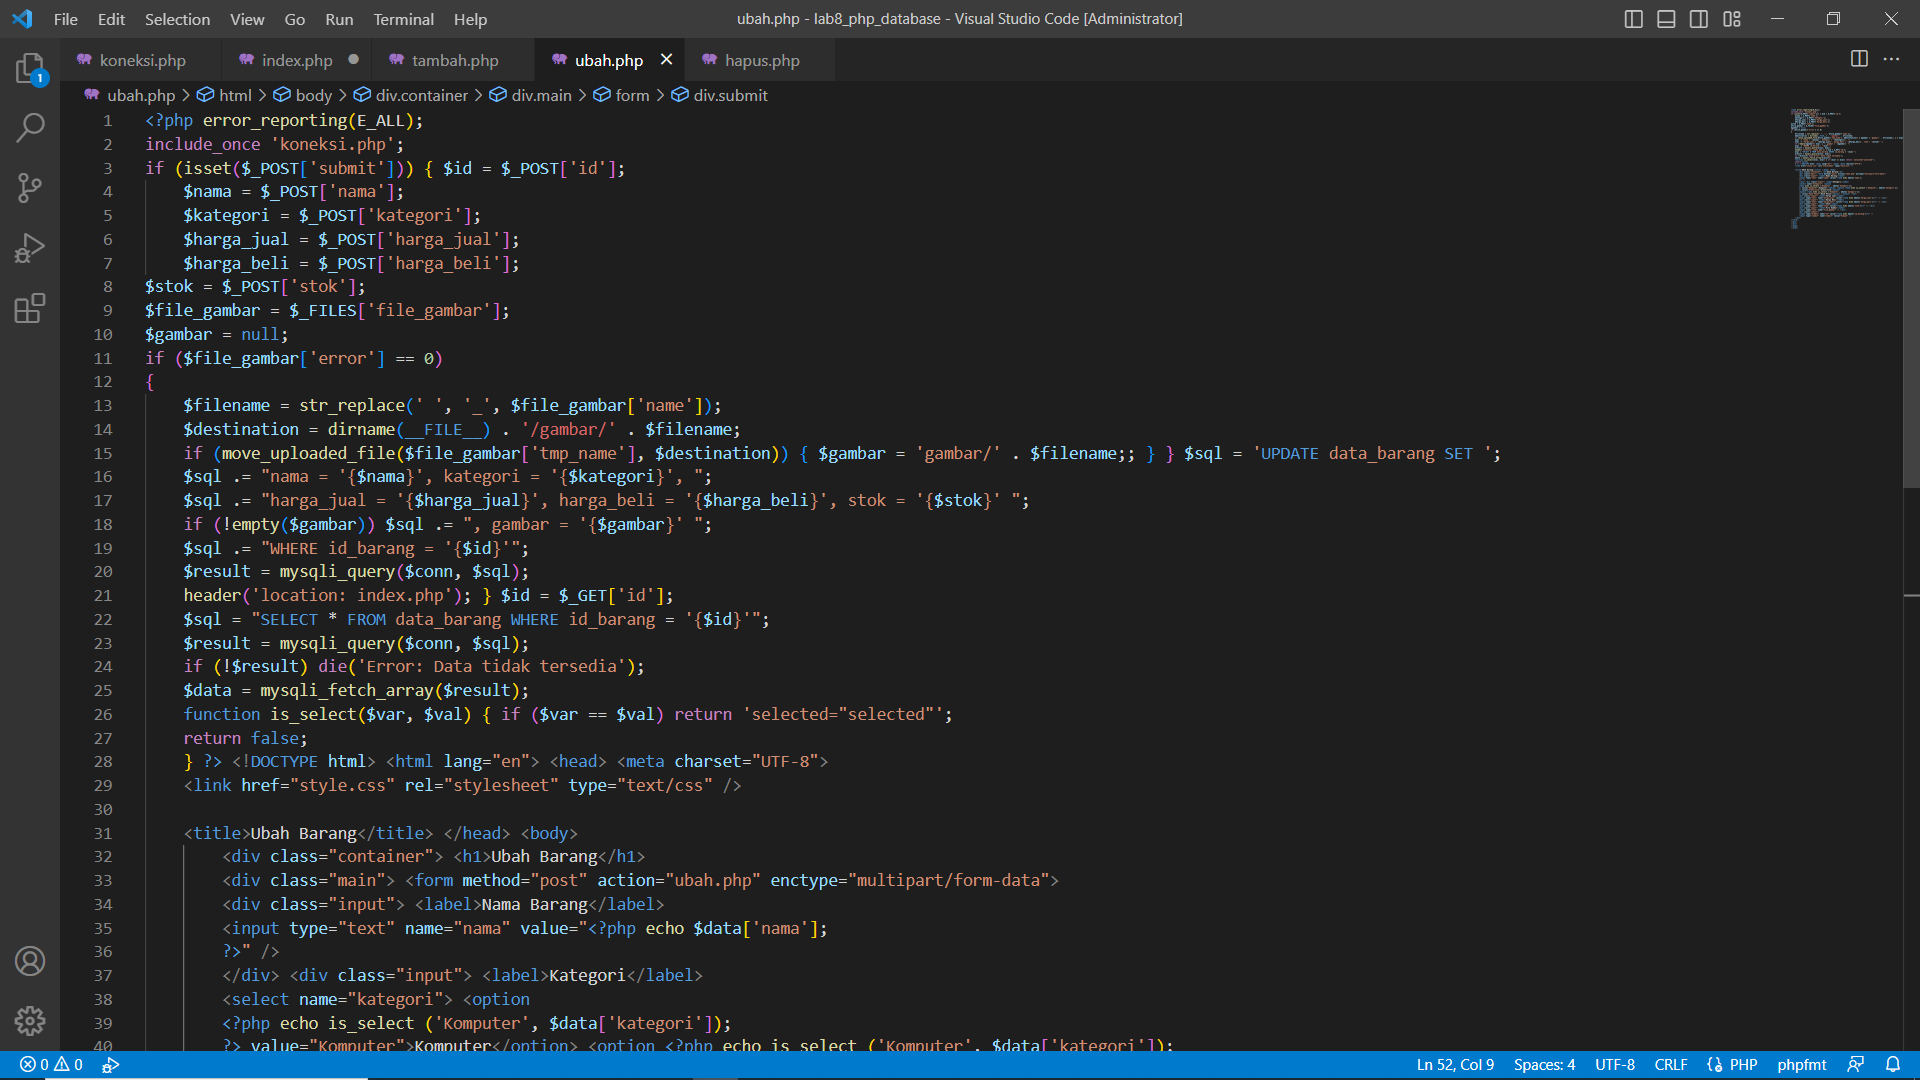 File Edit Selection View Go Run Terminal Help
ubah.php - lab8_php_database - Visual Studio Code [Administrator]
koneksi.php
index.php
tambah.php
ubah.php
hapus.php
1
ubah.php > html > body > div.container > div.main > form > div.submit
1 <?php error_reporting(E_ALL);
2 include_once 'koneksi.php';
3 if (isset($_POST['submit'])) { $id = $_POST['id'];
4 $nama = $_POST['nama'];
5 $kategori = $_POST['kategori'];
6 $harga_jual = $_POST['harga_jual'];
7 $harga_beli = $_POST['harga_beli'];
8 $stok = $_POST['stok'];
9 $file_gambar = $_FILES['file_gambar'];
10 $gambar = null;
11 if ($file_gambar['error'] == 0)
12 {
13 $filename = str_replace(' ', '_', $file_gambar['name']);
14 $destination = dirname(__FILE__) . '/gambar/' . $filename;
15 if (move_uploaded_file($file_gambar['tmp_name'], $destination)) { $gambar = 'gambar/' . $filename;; } } $sql = 'UPDATE data_barang SET ';
16 $sql .= "nama = '{$nama}', kategori = '{$kategori}', ";
17 $sql .= "harga_jual = '{$harga_jual}', harga_beli = '{$harga_beli}', stok = '{$stok}' ";
18 if (!empty($gambar)) $sql .= ", gambar = '{$gambar}' ";
19 $sql .= "WHERE id_barang = '{$id}'";
20 $result = mysqli_query($conn, $sql);
21 header('location: index.php'); } $id = $_GET['id'];
22 $sql = "SELECT * FROM data_barang WHERE id_barang = '{$id}'";
23 $result = mysqli_query($conn, $sql);
24 if (!$result) die('Error: Data tidak tersedia');
25 $data = mysqli_fetch_array($result);
26 function is_select($var, $val) { if ($var == $val) return 'selected="selected"';
27 return false;
28 } ?> <!DOCTYPE html> <html lang="en"> <head> <meta charset="UTF-8">
29 <link href="style.css" rel="stylesheet" type="text/css" />
30
31 <title>Ubah Barang</title> </head> <body>
32 <div class="container"> <h1>Ubah Barang</h1>
33 <div class="main"> <form method="post" action="ubah.php" enctype="multipart/form-data">
34 <div class="input"> <label>Nama Barang</label>
35 <input type="text" name="nama" value="<?php echo $data['nama'];
36 ?>" />
37 </div> <div class="input"> <label>Kategori</label>
38 <select name="kategori"> <option
39 <?php echo is_select ('Komputer', $data['kategori']);
40 ?> value="Komputer">Komputer</option> <option <?php echo is_select ('Komputer', $data['kategori']);
0 0
Ln 52, Col 9 Spaces: 4 UTF-8 CRLF PHP phpfmt